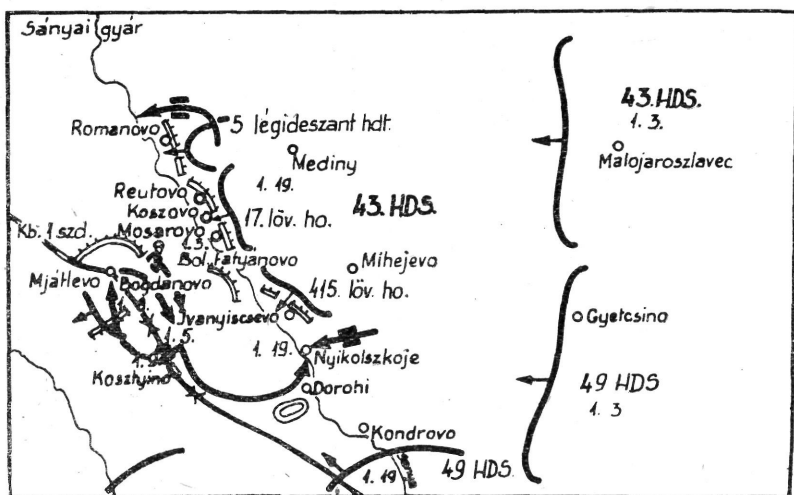 Sányai gyár
43. HDS.
1. 3.
Romanovo
5 légideszant hdt.
Malojaroszlavec
Mediny
1. 19.
Reutovo
Koszovo
17. löv. ho.
43. HDS.
Mosarovo
Kb. 1 szd.
1. 3.
Bol. Fatyanovo
Mihejevo
Mjátlevo
Bogdanovo
415. löv. ho.
Ivanyiscsevo
Gyetcsina
1. 5.
1. 19.
Nyikolszkoje
Kosztyino
49 HDS
1. 3
Dorohi
Kondrovo
1. 19
49 HDS.